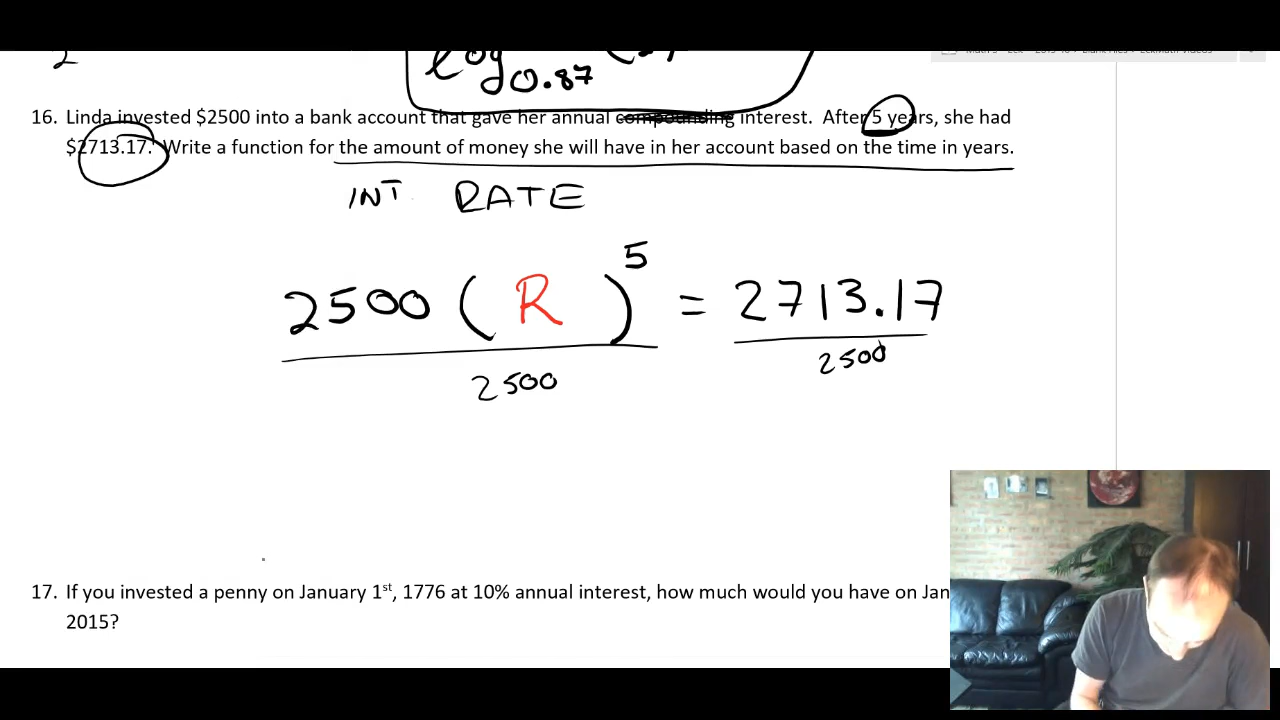 2
log0.87
16. Linda invested $2500 into a bank account that gave her annual compounding interest. After 5 years, she had
$2713.17. Write a function for the amount of money she will have in her account based on the time in years.
INT RATE
2500 ( R )5 = 2713.17
2500 2500
17. If you invested a penny on January 1st, 1776 at 10% annual interest, how much would you have on Jan
2015?